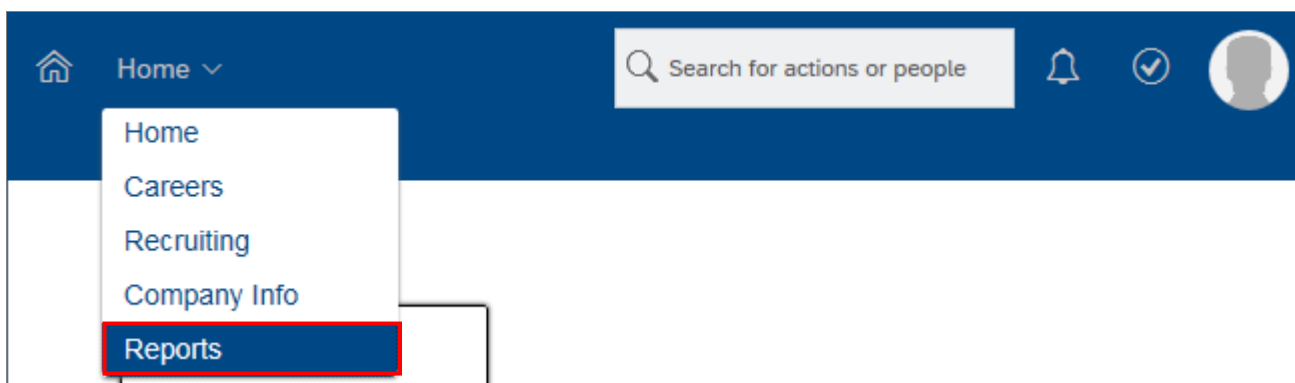 Home
Search for actions or people
Home
Careers
Recruiting
Company Info
Reports